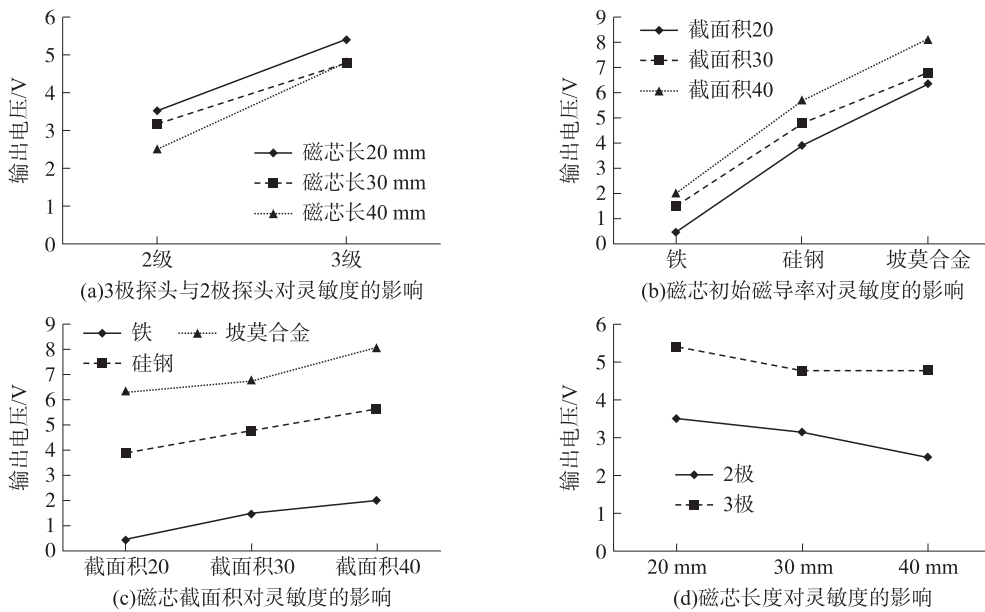 6
5
4
3
2
1
0
输出电压/V
磁芯长20 mm
磁芯长30 mm
磁芯长40 mm
2级
3级
(a)3极探头与2极探头对灵敏度的影响
9
8
7
6
5
4
3
2
1
0
输出电压/V
截面积20
截面积30
截面积40
铁
硅钢
坡莫合金
(b)磁芯初始磁导率对灵敏度的影响
9
8
7
6
5
4
3
2
1
0
输出电压/V
铁
坡莫合金
硅钢
截面积20
截面积30
截面积40
(c)磁芯截面积对灵敏度的影响
6
5
4
3
2
1
0
输出电压/V
2极
3极
20 mm
30 mm
40 mm
(d)磁芯长度对灵敏度的影响